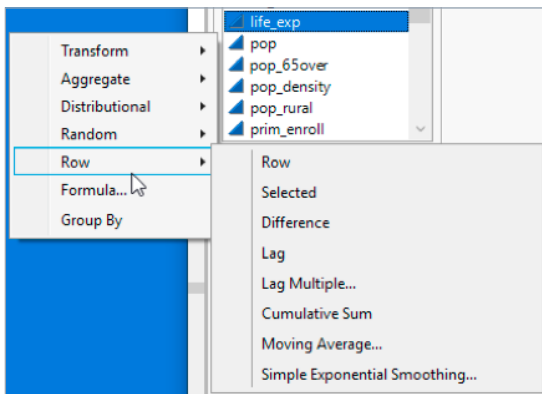 life_exp
pop
pop_65over
pop_density
pop_rural
prim_enroll
Transform
Aggregate
Distributional
Random
Row
Formula...
Group By
Row
Selected
Difference
Lag
Lag Multiple...
Cumulative Sum
Moving Average...
Simple Exponential Smoothing...